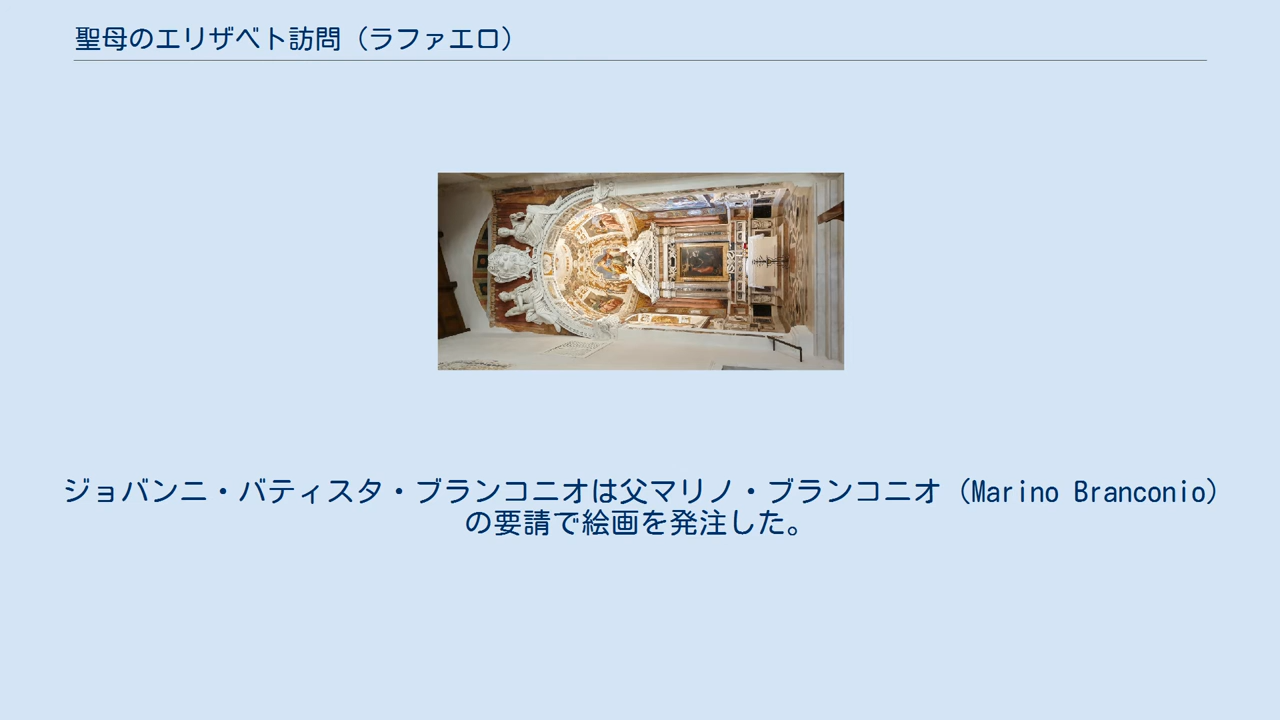 聖母のエリザベト訪問（ラファエロ）
ジョバンニ・バティスタ・ブランコニオは父マリノ・ブランコニオ（Marino Branconio）
の要請で絵画を発注した。